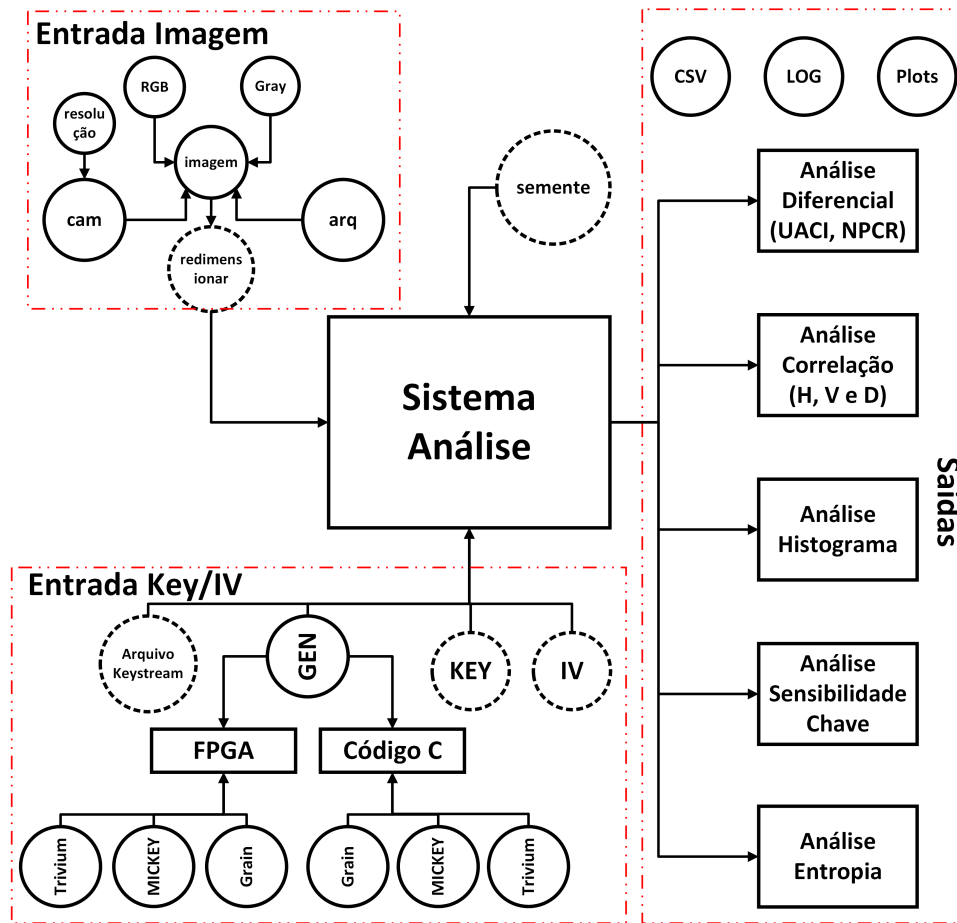 Entrada Imagem
RGB
Gray
resolu
ção
imagem
cam
arq
redimens
ionar
semente
Sistema
Análise
Entrada Key/IV
Arquivo
Keystream
GEN
KEY
IV
FPGA
Código C
Trivium
MICKEY
Grain
Grain
MICKEY
Trivium
CSV
LOG
Plots
Análise
Diferencial
(UACI, NPCR)
Análise
Correlação
(H, V e D)
Análise
Histograma
Análise
Sensibilidade
Chave
Análise
Entropia
Saidas